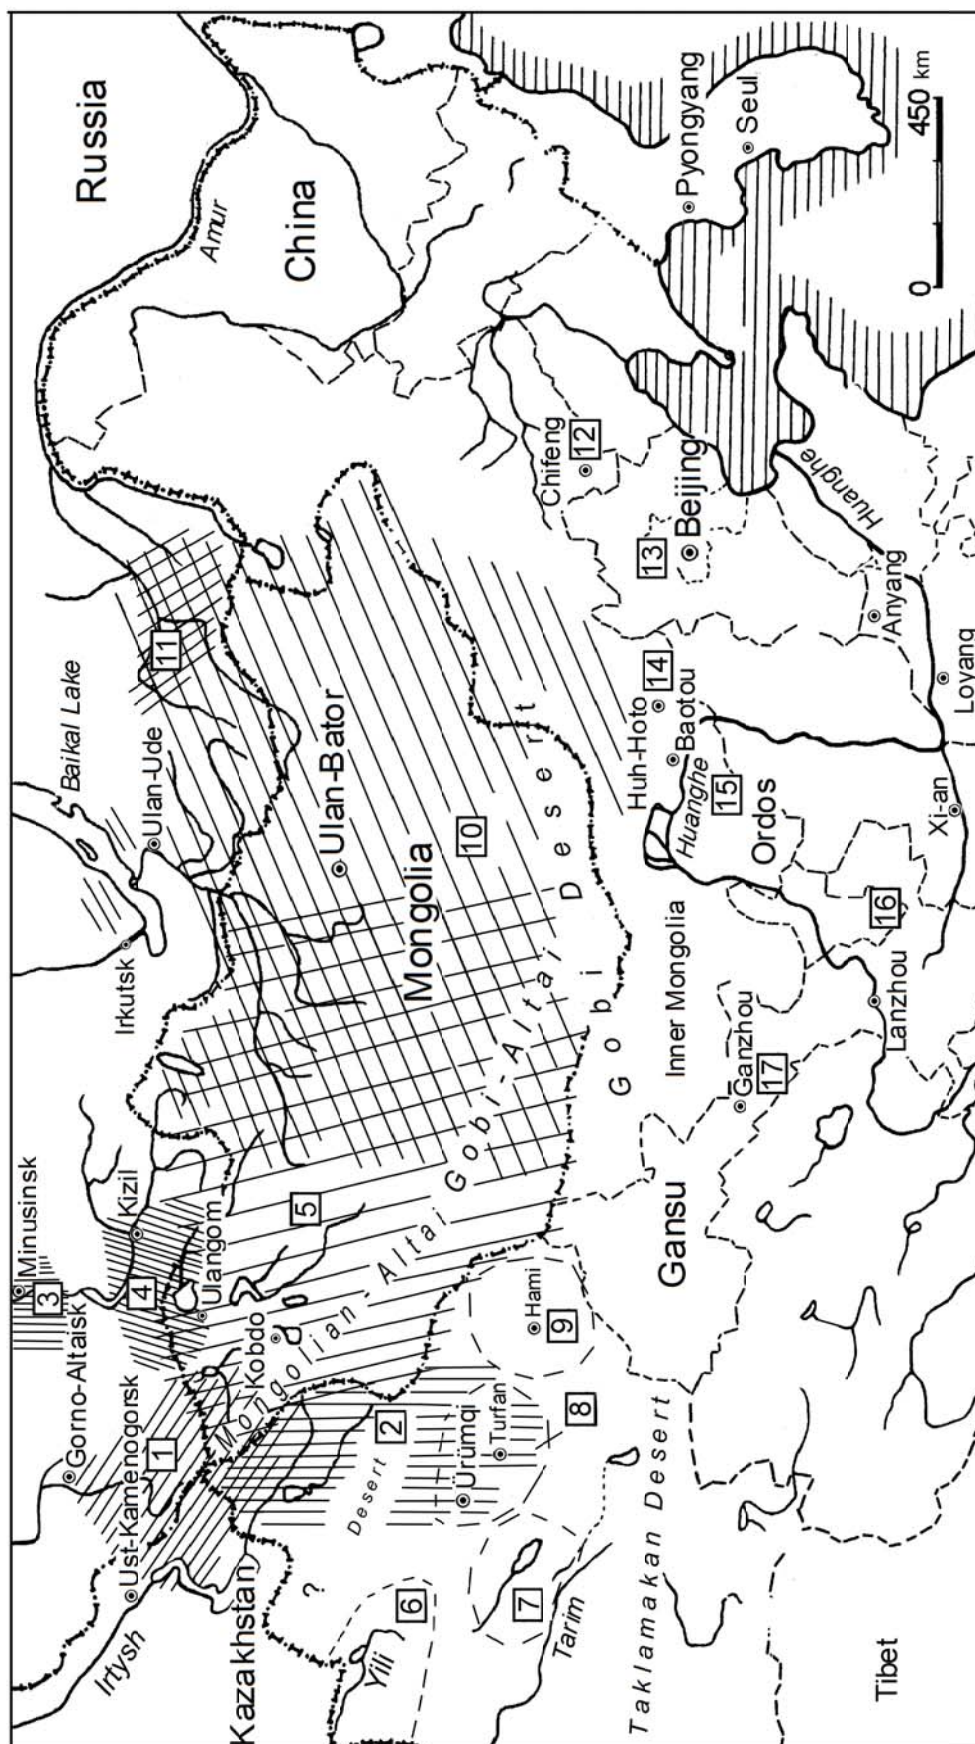 Minusinsk
3
Gorno-Altaisk
Kizil
4
Ulangom
Ust-Kamenogorsk
1
Kobdo
Irtysh
Kazakhstan
?
Yili
6
Desert
2
Urümqi
Turfan
7
Tarim
8
Hami
9
Taklamakan Desert
Tibet
Mongolian-Altai
Gobi-Altai
5
Irkutsk
Baikal Lake
Ulan-Ude
11
Ulan-Bator
Mongolia
10
Gobi Desert
Inner Mongolia
Gansu
Ganzhou
17
Lanzhou
16
Xi-an
Ordos
15
Huanghe
Baotou
Huh-Hoto
14
Loyang
Anyang
Huanghe
13
Beijing
12
Chifeng
Russia
Amur
China
Pyongyang
Seul
0
450 km